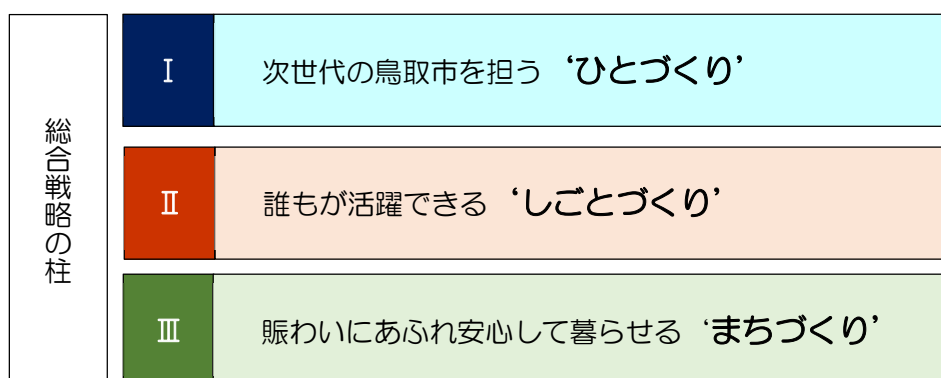 総合戦略の柱
Ⅰ
次世代の鳥取市を担う ‘ひとづくり’
Ⅱ
誰もが活躍できる ‘しごとづくり’
Ⅲ
賑わいにあふれ安心して暮らせる ‘まちづくり’